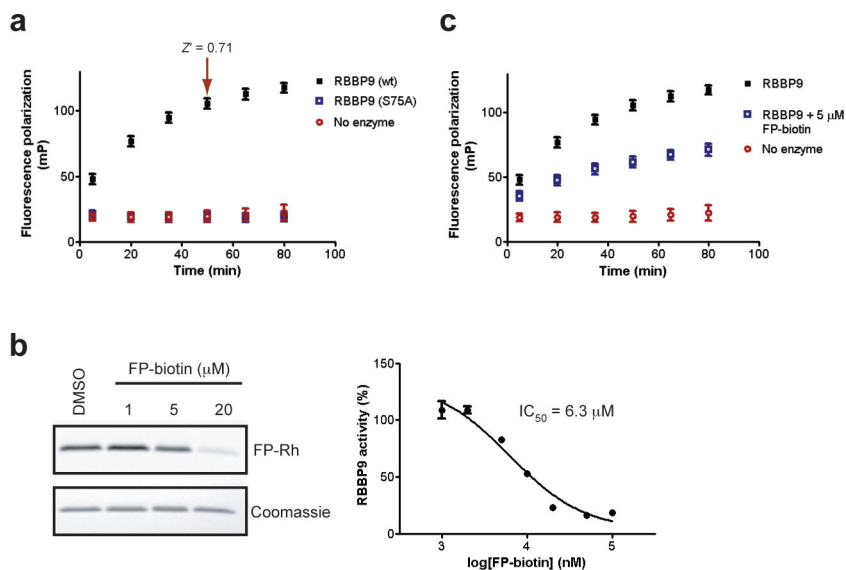 a
Z' = 0.71
Fluorescence polarization
(mP)
100
50
0
0 20 40 60 80 100
Time (min)
RBBP9 (wt)
RBBP9 (S75A)
No enzyme
c
Fluorescence polarization
(mP)
100
50
0
0 20 40 60 80 100
Time (min)
RBBP9
RBBP9 + 5 μM
FP-biotin
No enzyme
b
DMSO
FP-biotin (μM)
1 5 20
FP-Rh
Coomassie
RBBP9 activity (%)
150
100
50
0
3 4 5
log[FP-biotin] (nM)
IC50 = 6.3 μM